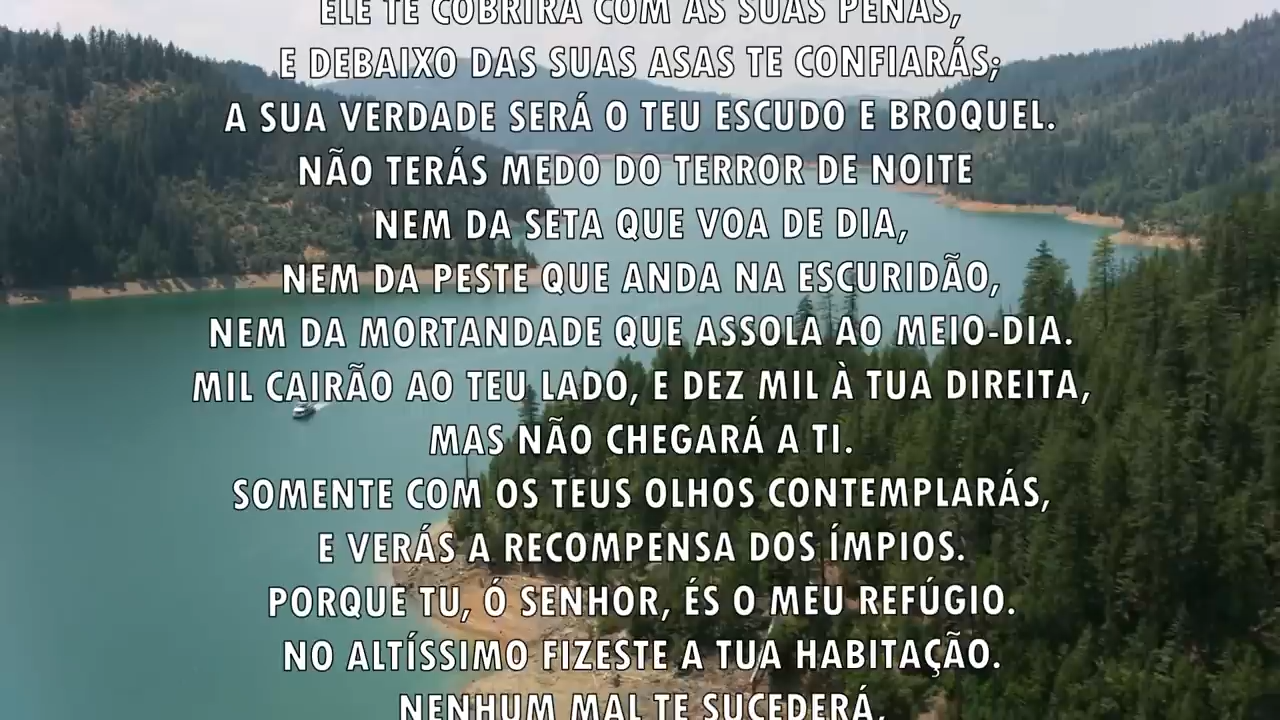 ELE TE COBRIRÁ COM AS SUAS PENAS,
E DEBAIXO DAS SUAS ASAS TE CONFIARÁS;
A SUA VERDADE SERÁ O TEU ESCUDO E BROQUEL.
NÃO TERÁS MEDO DO TERROR DE NOITE
NEM DA SETA QUE VOA DE DIA,
NEM DA PESTE QUE ANDA NA ESCURIDÃO,
NEM DA MORTANDADE QUE ASSOLA AO MEIO-DIA.
MIL CAIRÃO AO TEU LADO, E DEZ MIL À TUA DIREITA,
MAS NÃO CHEGARÁ A TI.
SOMENTE COM OS TEUS OLHOS CONTEMPLARÁS,
E VERÁS A RECOMPENSA DOS ÍMPIOS.
PORQUE TU, Ó SENHOR, ÉS O MEU REFÚGIO.
NO ALTÍSSIMO FIZESTE A TUA HABITAÇÃO.
NENHUM MAL TE SUCEDERÁ,